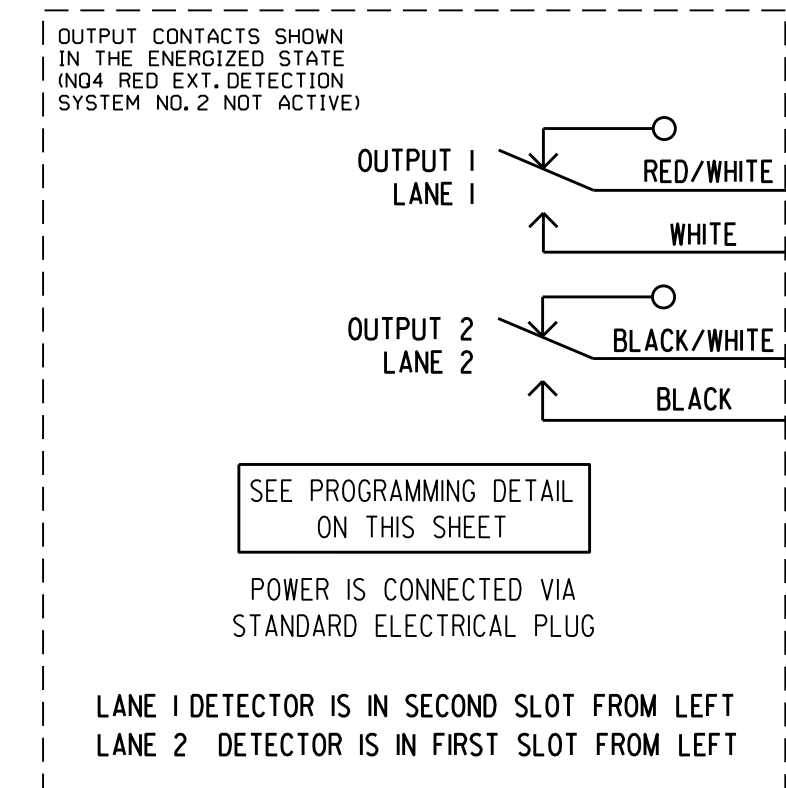 OUTPUT CONTACTS SHOWN
IN THE ENERGIZED STATE
(NQ4 RED EXT. DETECTION
SYSTEM NO. 2 NOT ACTIVE)
OUTPUT 1
LANE 1
RED/WHITE
WHITE
OUTPUT 2
LANE 2
BLACK/WHITE
BLACK
SEE PROGRAMMING DETAIL
ON THIS SHEET
POWER IS CONNECTED VIA
STANDARD ELECTRICAL PLUG
LANE 1 DETECTOR IS IN SECOND SLOT FROM LEFT
LANE 2 DETECTOR IS IN FIRST SLOT FROM LEFT